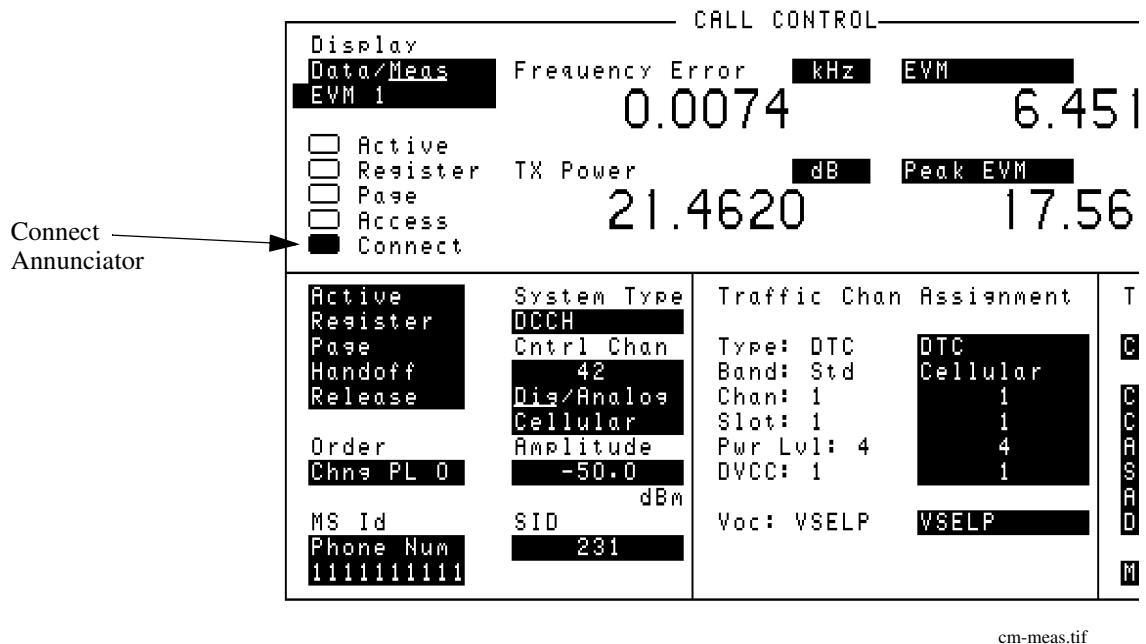 CALL CONTROL
Display
Data/Meas
EVM 1
Frequency Error kHz
0.0074
EVM
6.451
Active
Register
Page
Access
Connect
TX Power dB
21.4620
Peak EVM
17.56
Connect
Annunciator
Active
Register
Page
Handoff
Release
Order
Chng PL 0
MS Id
Phone Num
1111111111
System Type
DCCH
Cntrl Chan
42
Dig/Analog
Cellular
Amplitude
-50.0
dBm
SID
231
Traffic Chan Assignment
Type: DTC DTC
Band: Std Cellular
Chan: 1 1
Slot: 1 1
Pwr Lvl: 4 4
DVCC: 1 1
Voc: VSELP VSELP
T
C
C
C
A
S
A
D
M
cm-meas.tif